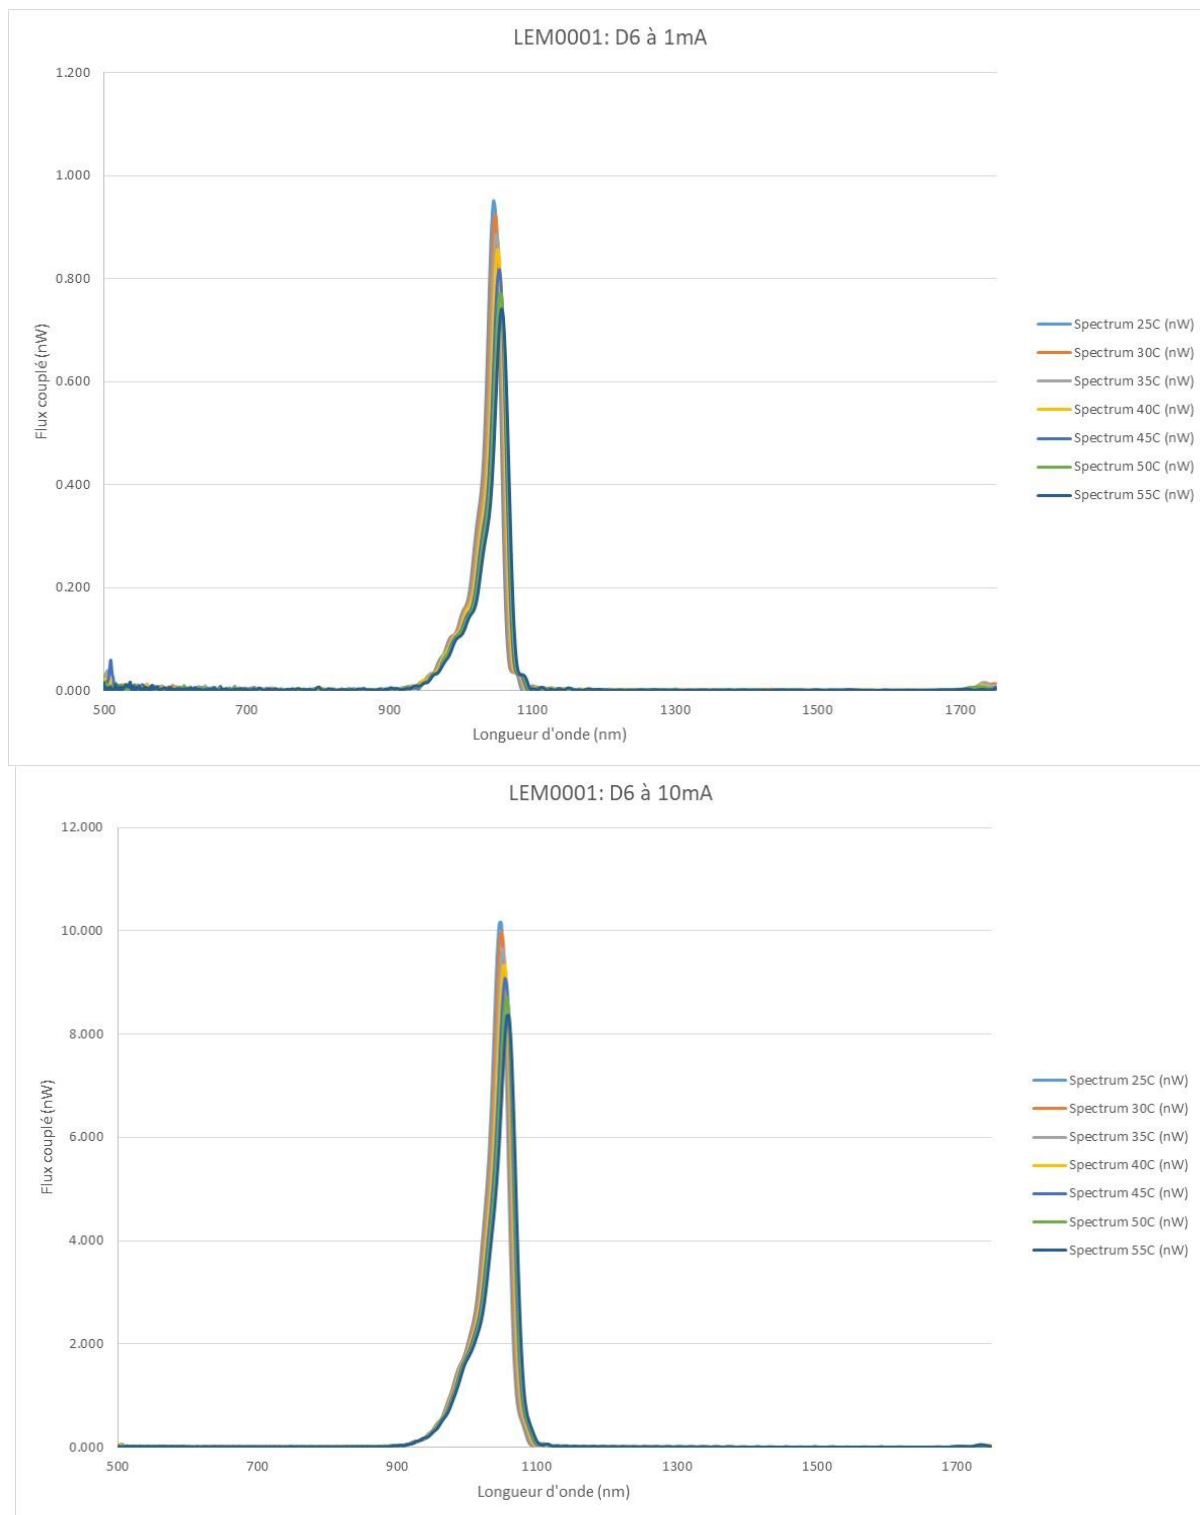 LEM0001: D6 à 1mA
1.200
1.000
0.800
0.600
0.400
0.200
0.000
Flux couplé (nW)
500 700 900 1100 1300 1500 1700
Longueur d'onde (nm)
Spectrum 25C (nW)
Spectrum 30C (nW)
Spectrum 35C (nW)
Spectrum 40C (nW)
Spectrum 45C (nW)
Spectrum 50C (nW)
Spectrum 55C (nW)
LEM0001: D6 à 10mA
12.000
10.000
8.000
6.000
4.000
2.000
0.000
Flux couplé (nW)
500 700 900 1100 1300 1500 1700
Longueur d'onde (nm)
Spectrum 25C (nW)
Spectrum 30C (nW)
Spectrum 35C (nW)
Spectrum 40C (nW)
Spectrum 45C (nW)
Spectrum 50C (nW)
Spectrum 55C (nW)